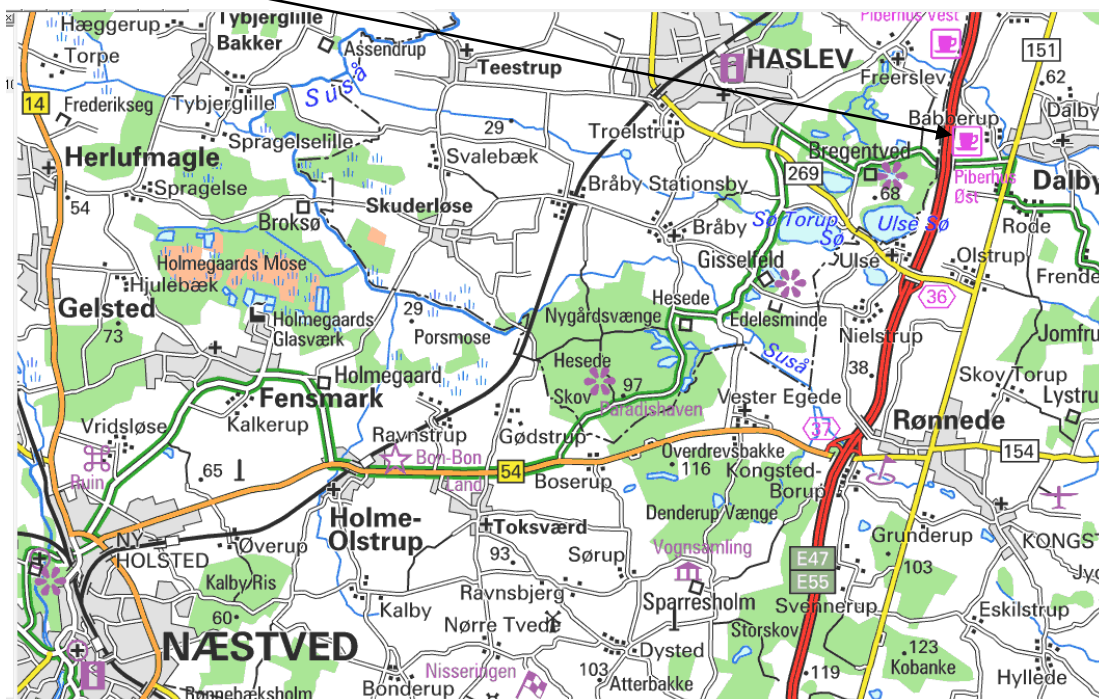 Hæggerup
Tybjerglille
Bakker
Assendrup
Piberhus Vest
HASLEV
151
Torpe
Teestrup
Freerslev
62
14
Frederikseg
Tybjerglille
Suså
29
Troelstrup
Babberup
Dalby
Spragelselille
Bregentved
Herlufmagle
Svalebæk
269
68
Piberhus
Øst
Dalby
Spragelse
54
Skuderløse
Bråby Stationsby
Broksø
Bråby
Sø Torup
Sø
Ulse Sø
Rode
Holmegaards Mose
Gisselfeld
Ulse
Olstrup
Hjulebæk
Frende
Gelsted
Hesede
36
73
Holmegaards
Glasværk
29
Porsmose
Nygårdsvænge
Edelesminde
Nielstrup
Jomfru
Hesede
Skov
Suså
38
Holmegaard
97
Paradishaven
Skov Torup
Fensmark
Vester Egede
Lystru
Vridsløse
Kalkerup
Ravnstrup
Gødstrup
37
Rønnede
Bon-Bon
Land
Overdrevsbakke
65
54
116
Kongsted-
Borup
154
Ruin
Boserup
Holme-
Olstrup
Denderup Vænge
NY
HOLSTED
Øverup
Toksværd
Grunderup
KONGST
93
Sørup
Vognsamling
E47
E55
103
Kalby Ris
Jyd
Ravnsbjerg
Kalby
Sparresholm
Svennerup
Eskilstrup
60
Nørre Tvede
Storskov
NÆSTVED
Dysted
123
Kobanke
Nisseringen
103
119
Hyllede
Rønnebæksholm
Bonderup
Atterbakke